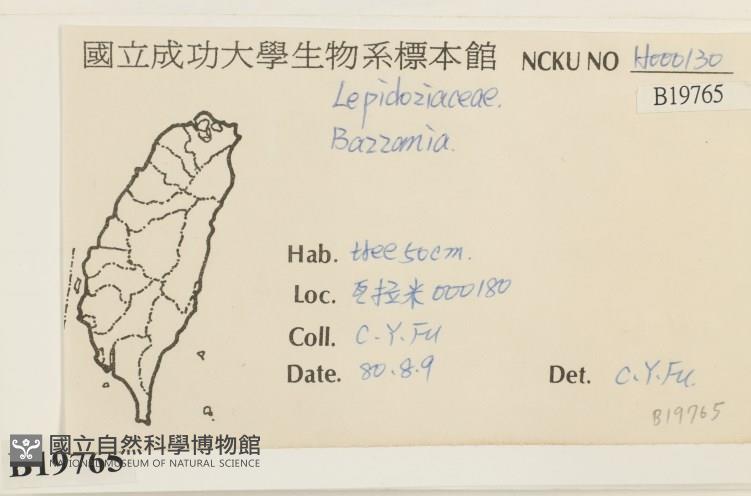 國立成功大學生物系標本館 NCKU NO H000130
B19765
Lepidoziaceae.
Bazzania.
Hab. tree 50cm.
Loc. 瓦拉米 000180
Coll. C.Y.Fu
Date. 80.8.9 Det. C.Y.Fu.
B19765
國立自然科學博物館
NATIONAL MUSEUM OF NATURAL SCIENCE
B19765